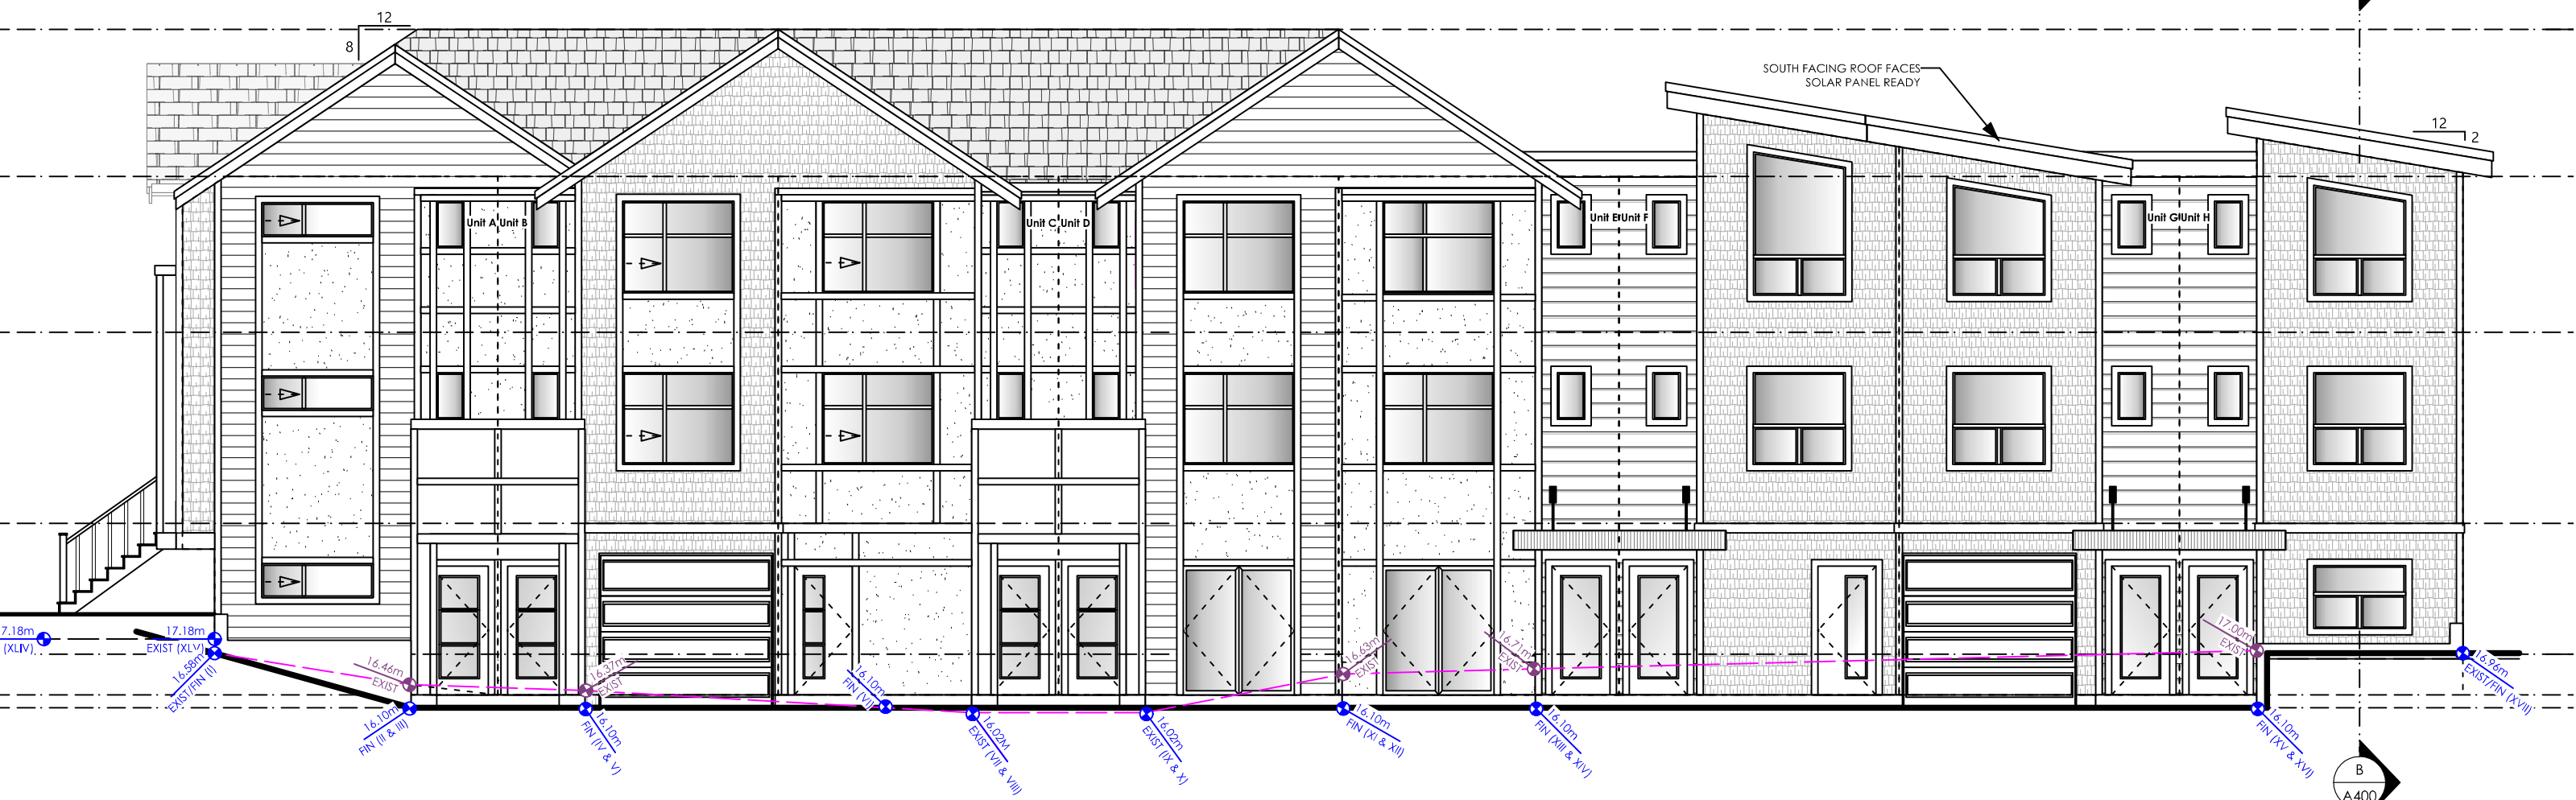 12
8
SOUTH FACING ROOF FACES
SOLAR PANEL READY
12
2
Unit A
Unit B
Unit C
Unit D
Unit E
Unit F
Unit G
Unit H
7.18m
(XLIV)
17.18m
EXIST (XLV)
16.58m
EXIST/FIN (I)
16.46m
EXIST
16.10m
FIN (II & III)
16.37m
EXIST
16.10m
FIN (IV & V)
16.10m
FIN (VI)
16.02M
EXIST (VII & VIII)
16.02m
EXIST (IX & X)
16.63m
EXIST
16.10m
FIN (XI & XII)
16.71m
EXIST
16.10m
FIN (XIII & XIV)
17.00m
EXIST
16.10m
FIN (XV & XVI)
16.96m
EXIST/FIN (XVII)
B
A400